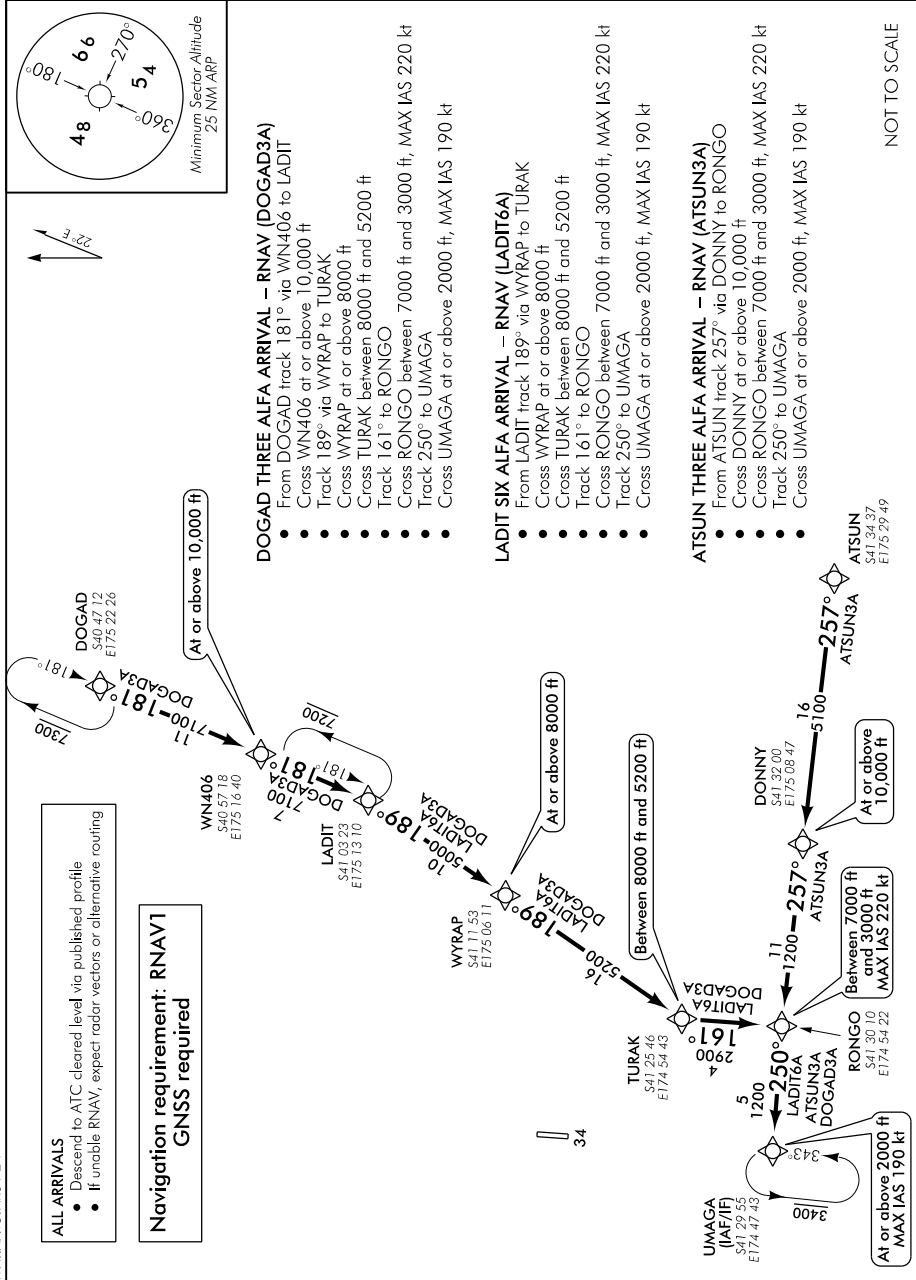 ALL ARRIVALS
• Descend to ATC cleared level via published profile
• If unable RNAV, expect radar vectors or alternative routing
Navigation requirement: RNAV1
GNSS required
22° E
180°
270°
360°
66
54
48
Minimum Sector Altitude
25 NM ARP
DOGAD THREE ALFA ARRIVAL – RNAV (DOGAD3A)
• From DOGAD track 181° via WN406 to LADIT
• Cross WN406 at or above 10,000 ft
• Track 189° via WYRAP to TURAK
• Cross WYRAP at or above 8000 ft
• Cross TURAK between 8000 ft and 5200 ft
• Track 161° to RONGO
• Cross RONGO between 7000 ft and 3000 ft, MAX IAS 220 kt
• Track 250° to UMAGA
• Cross UMAGA at or above 2000 ft, MAX IAS 190 kt
LADIT SIX ALFA ARRIVAL – RNAV (LADIT6A)
• From LADIT track 189° via WYRAP to TURAK
• Cross WYRAP at or above 8000 ft
• Cross TURAK between 8000 ft and 5200 ft
• Track 161° to RONGO
• Cross RONGO between 7000 ft and 3000 ft, MAX IAS 220 kt
• Track 250° to UMAGA
• Cross UMAGA at or above 2000 ft, MAX IAS 190 kt
ATSUN THREE ALFA ARRIVAL – RNAV (ATSUN3A)
• From ATSUN track 257° via DONNY to RONGO
• Cross DONNY at or above 10,000 ft
• Cross RONGO between 7000 ft and 3000 ft, MAX IAS 220 kt
• Track 250° to UMAGA
• Cross UMAGA at or above 2000 ft, MAX IAS 190 kt
NOT TO SCALE
DOGAD
S40 47 12
E175 22 26
181°
7300
181°
DOGAD3A
11
7100
At or above 10,000 ft
WN406
S40 57 18
E175 16 40
181°
DOGAD3A
7
7100
181°
7200
LADIT
S41 03 23
E175 13 10
189°
LADIT6A
DOGAD3A
10
5000
At or above 8000 ft
WYRAP
S41 11 53
E175 06 11
189°
LADIT6A
DOGAD3A
16
5200
Between 8000 ft and 5200 ft
TURAK
S41 25 46
E174 54 43
161°
2900
4
LADIT6A
DOGAD3A
34
RONGO
S41 30 10
E174 54 22
Between 7000 ft
and 3000 ft
MAX IAS 220 kt
250°
5
1200
LADIT6A
ATSUN3A
DOGAD3A
UMAGA
(IAF/IF)
S41 29 55
E174 47 43
343°
3400
At or above 2000 ft
MAX IAS 190 kt
257°
ATSUN3A
11
1200
DONNY
S41 32 00
E175 08 47
At or above
10,000 ft
257°
ATSUN3A
16
5100
ATSUN
S41 34 37
E175 29 49